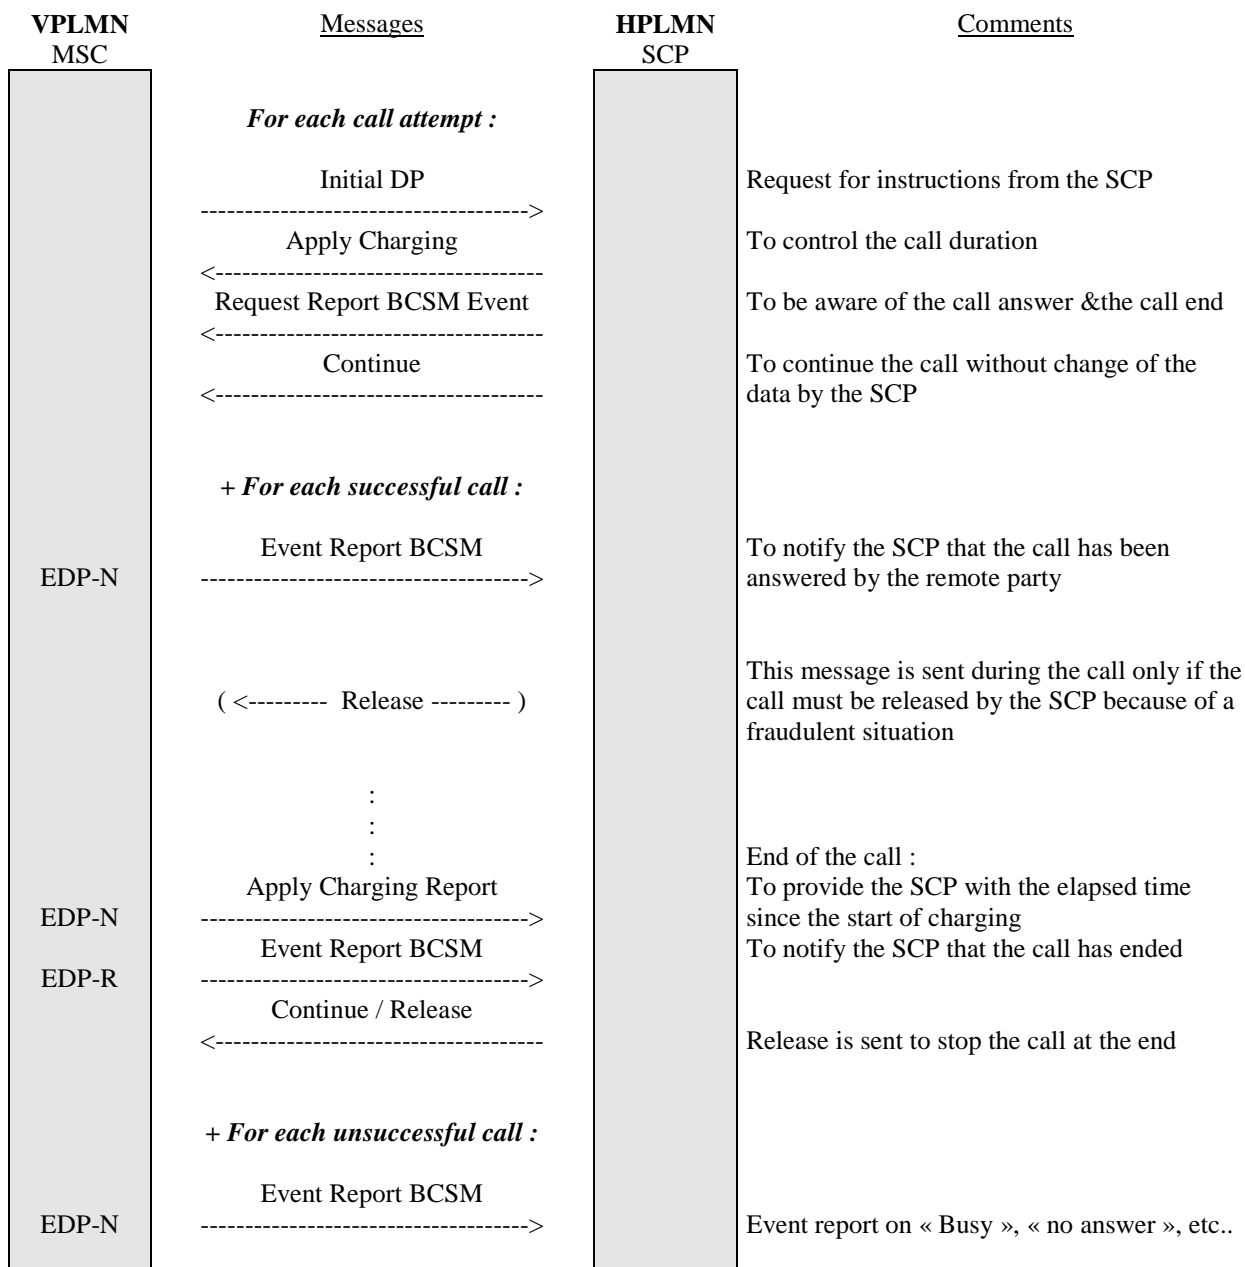 VPLMN Messages HPLMN Comments
MSC SCP
For each call attempt :
Initial DP Request for instructions from the SCP
------------------------------------->
Apply Charging To control the call duration
<-------------------------------------
Request Report BCSM Event To be aware of the call answer &the call end
<-------------------------------------
Continue To continue the call without change of the
<------------------------------------- data by the SCP
+ For each successful call :
Event Report BCSM To notify the SCP that the call has been
EDP-N -------------------------------------> answered by the remote party
This message is sent during the call only if the
( <--------- Release --------- ) call must be released by the SCP because of a
fraudulent situation
:
:
: End of the call :
Apply Charging Report To provide the SCP with the elapsed time
EDP-N -------------------------------------> since the start of charging
Event Report BCSM To notify the SCP that the call has ended
EDP-R ------------------------------------->
Continue / Release
<------------------------------------- Release is sent to stop the call at the end
+ For each unsuccessful call :
Event Report BCSM
EDP-N -------------------------------------> Event report on « Busy », « no answer », etc..